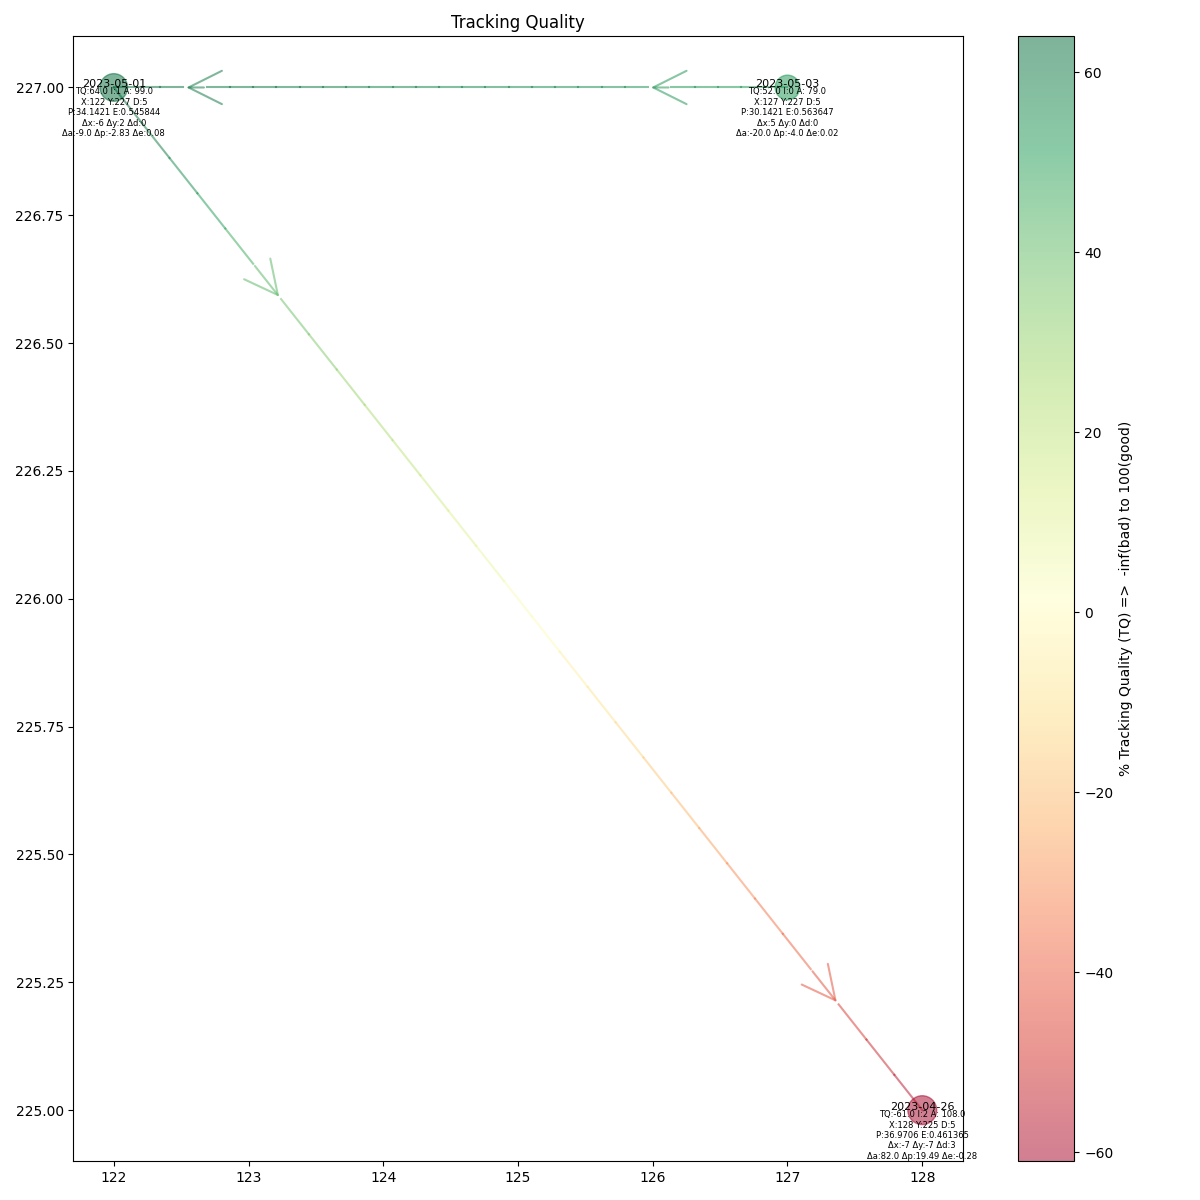 Tracking Quality
2023-05-01
TQ:64.0 I:1 A: 99.0
X:122 Y:227 D:5
P:34.1421 E:0.545844
Δx:-6 Δy:2 Δd:0
Δa:-9.0 Δp:-2.83 Δe:0.08
2023-05-03
TQ:52.0 I:0 A: 79.0
X:127 Y:227 D:5
P:30.1421 E:0.563647
Δx:5 Δy:0 Δd:0
Δa:-20.0 Δp:-4.0 Δe:0.02
2023-04-26
TQ:-61.0 I:2 A: 108.0
X:128 Y:225 D:5
P:36.9706 E:0.461365
Δx:-7 Δy:-7 Δd:3
Δa:82.0 Δp:19.49 Δe:-0.28
227.00
226.75
226.50
226.25
226.00
225.75
225.50
225.25
225.00
122 123 124 125 126 127 128
60
40
20
0
−20
−40
−60
% Tracking Quality (TQ) => -inf(bad) to 100(good)